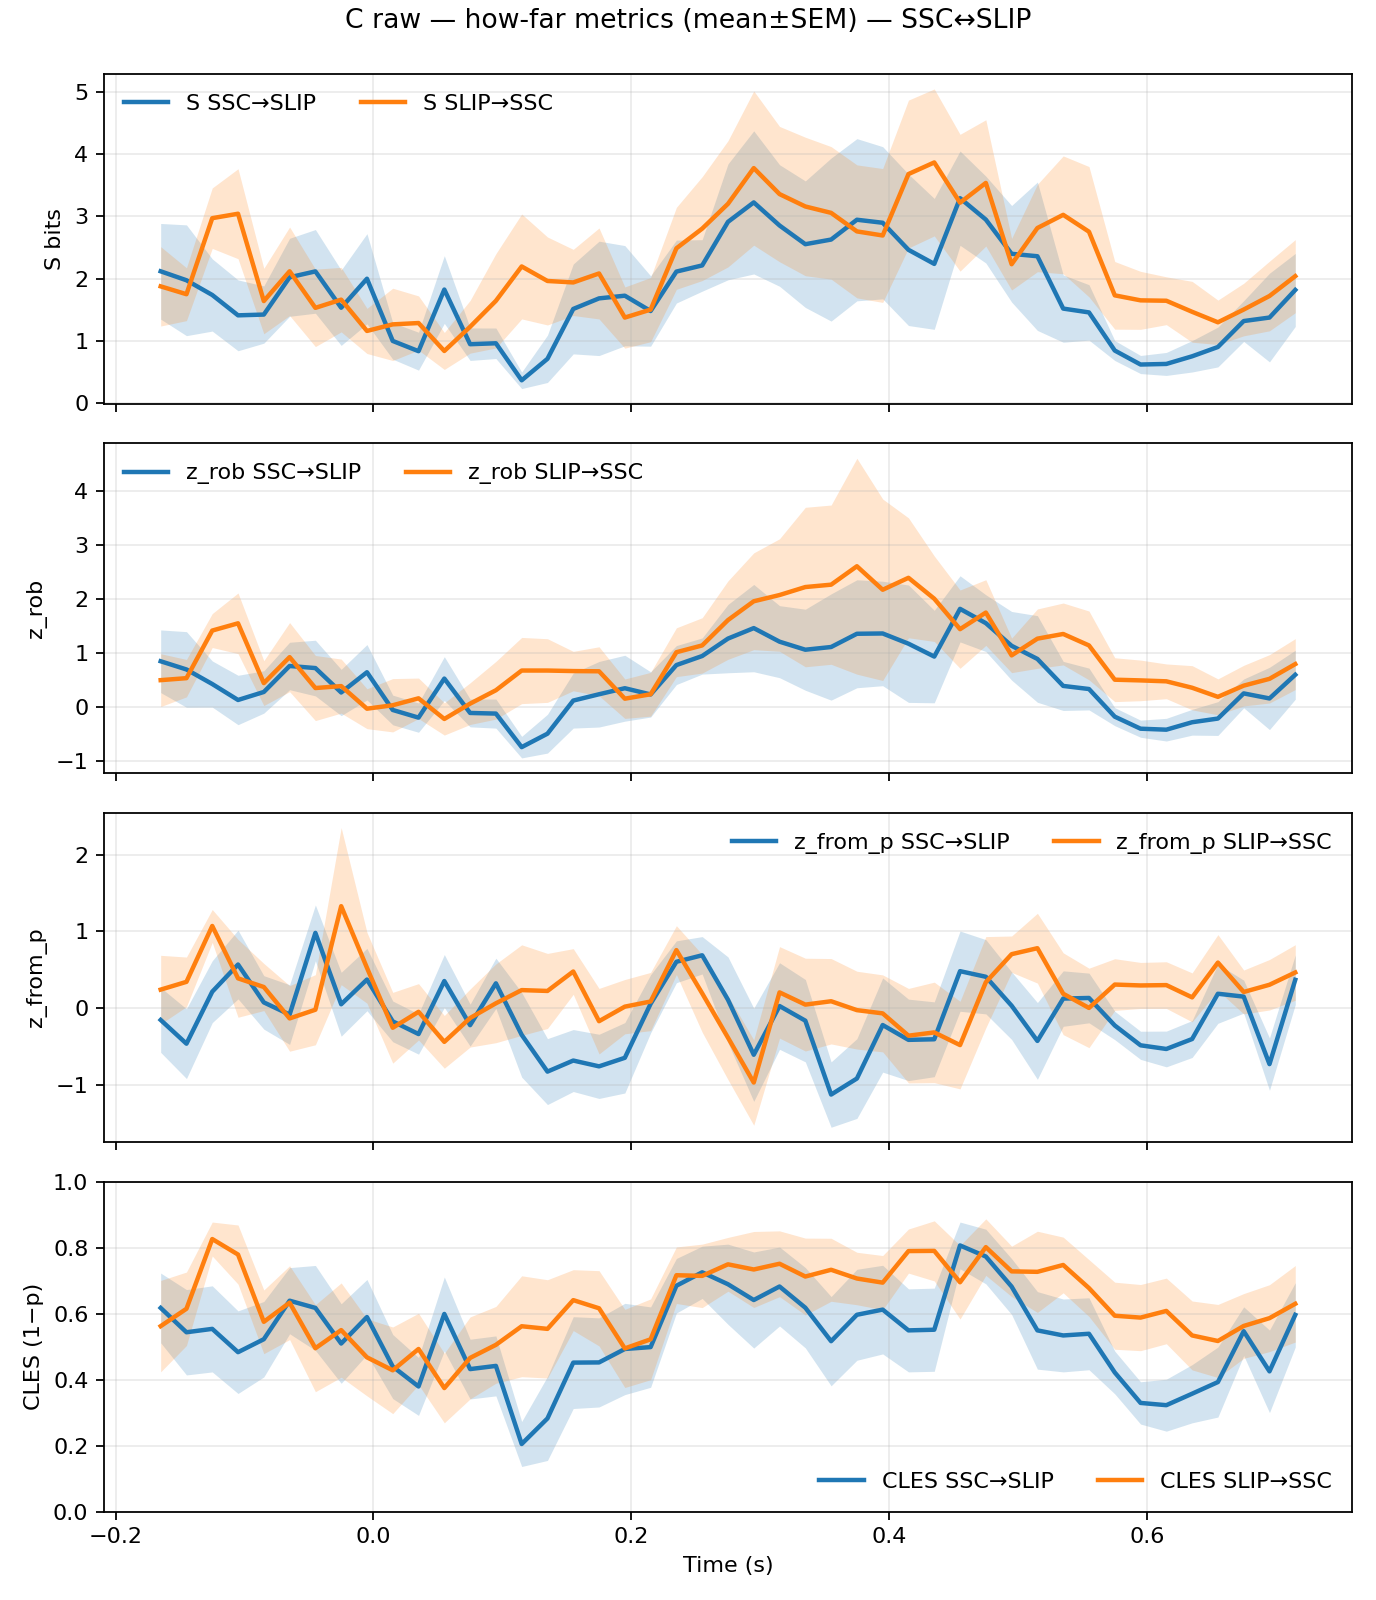 C raw — how-far metrics (mean±SEM) — SSC↔SLIP
S SSC→SLIP S SLIP→SSC
5
4
3
2
1
0
S bits
z_rob SSC→SLIP z_rob SLIP→SSC
4
3
2
1
0
−1
z_rob
z_from_p SSC→SLIP z_from_p SLIP→SSC
2
1
0
−1
z_from_p
1.0
0.8
0.6
0.4
0.2
0.0
CLES (1−p)
CLES SSC→SLIP CLES SLIP→SSC
−0.2 0.0 0.2 0.4 0.6
Time (s)